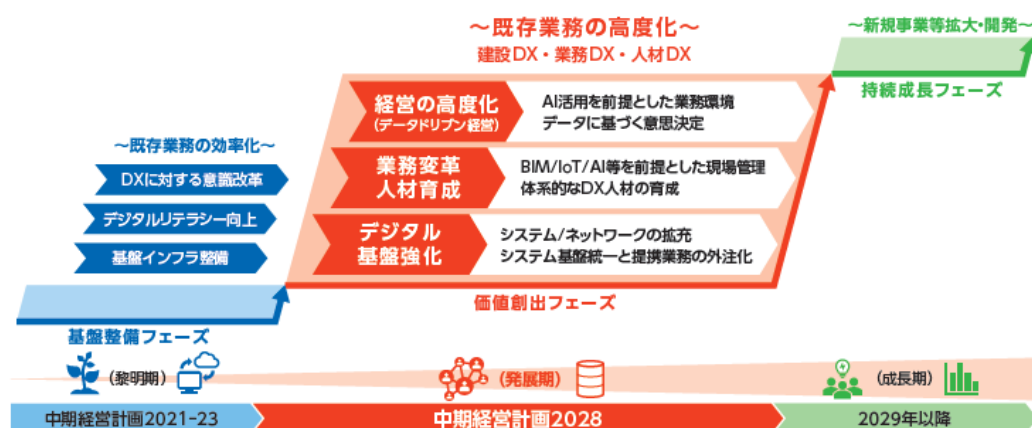 ~既存業務の高度化~
建設DX・業務DX・人材DX
~新規事業等拡大・開発~
持続成長フェーズ
経営の高度化
(データドリブン経営)
AI活用を前提とした業務環境
データに基づく意思決定
~既存業務の効率化~
DXに対する意識改革
デジタルリテラシー向上
基盤インフラ整備
業務変革
人材育成
BIM/IoT/AI等を前提とした現場管理
体系的なDX人材の育成
デジタル
基盤強化
システム/ネットワークの拡充
システム基盤統一と提携業務の外注化
価値創出フェーズ
基盤整備フェーズ
(黎明期)
(発展期)
(成長期)
中期経営計画2021-23
中期経営計画2028
2029年以降